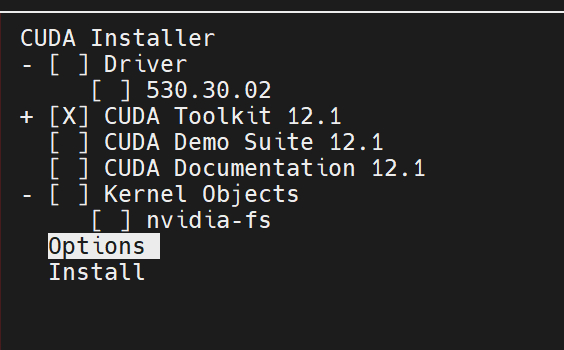 CUDA Installer
- [ ] Driver
     [ ] 530.30.02
+ [X] CUDA Toolkit 12.1
  [ ] CUDA Demo Suite 12.1
  [ ] CUDA Documentation 12.1
- [ ] Kernel Objects
     [ ] nvidia-fs
  Options
  Install